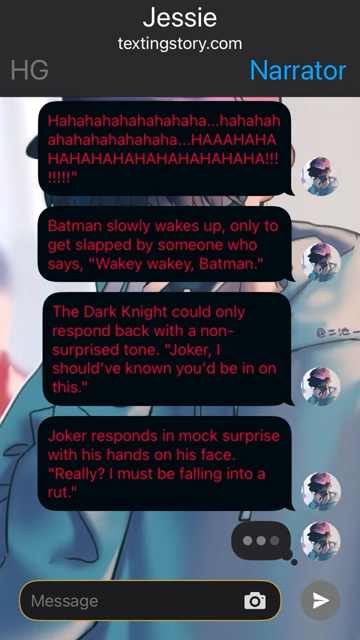 Jessie
textingstory.com
HG
Narrator
Hahahahahahahahaha...hahahah
ahahahahahahahaha...HAAAHAHA
HAHAHAHAHAHAHAHAHAHA!!!
!!!!!"
Batman slowly wakes up, only to
get slapped by someone who
says, "Wakey wakey, Batman."
The Dark Knight could only
respond back with a non-
surprised tone. "Joker, I
should've known you'd be in on
this."
Joker responds in mock surprise
with his hands on his face.
"Really? I must be falling into a
rut."
Message